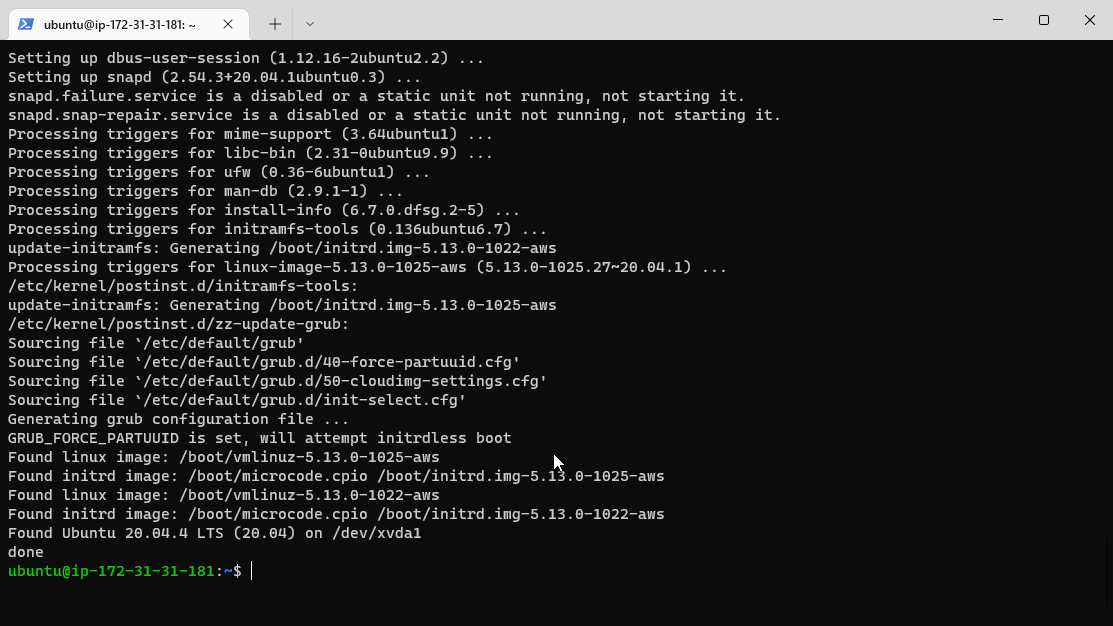 ubuntu@ip-172-31-31-181: ~
Setting up dbus-user-session (1.12.16-2ubuntu2.2) ...
Setting up snapd (2.54.3+20.04.1ubuntu0.3) ...
snapd.failure.service is a disabled or a static unit not running, not starting it.
snapd.snap-repair.service is a disabled or a static unit not running, not starting it.
Processing triggers for mime-support (3.64ubuntu1) ...
Processing triggers for libc-bin (2.31-0ubuntu9.9) ...
Processing triggers for ufw (0.36-6ubuntu1) ...
Processing triggers for man-db (2.9.1-1) ...
Processing triggers for install-info (6.7.0.dfsg.2-5) ...
Processing triggers for initramfs-tools (0.136ubuntu6.7) ...
update-initramfs: Generating /boot/initrd.img-5.13.0-1022-aws
Processing triggers for linux-image-5.13.0-1025-aws (5.13.0-1025.27~20.04.1) ...
/etc/kernel/postinst.d/initramfs-tools:
update-initramfs: Generating /boot/initrd.img-5.13.0-1025-aws
/etc/kernel/postinst.d/zz-update-grub:
Sourcing file `/etc/default/grub'
Sourcing file `/etc/default/grub.d/40-force-partuuid.cfg'
Sourcing file `/etc/default/grub.d/50-cloudimg-settings.cfg'
Sourcing file `/etc/default/grub.d/init-select.cfg'
Generating grub configuration file ...
GRUB_FORCE_PARTUUID is set, will attempt initrdless boot
Found linux image: /boot/vmlinuz-5.13.0-1025-aws
Found initrd image: /boot/microcode.cpio /boot/initrd.img-5.13.0-1025-aws
Found linux image: /boot/vmlinuz-5.13.0-1022-aws
Found initrd image: /boot/microcode.cpio /boot/initrd.img-5.13.0-1022-aws
Found Ubuntu 20.04.4 LTS (20.04) on /dev/xvda1
done
ubuntu@ip-172-31-31-181:~$